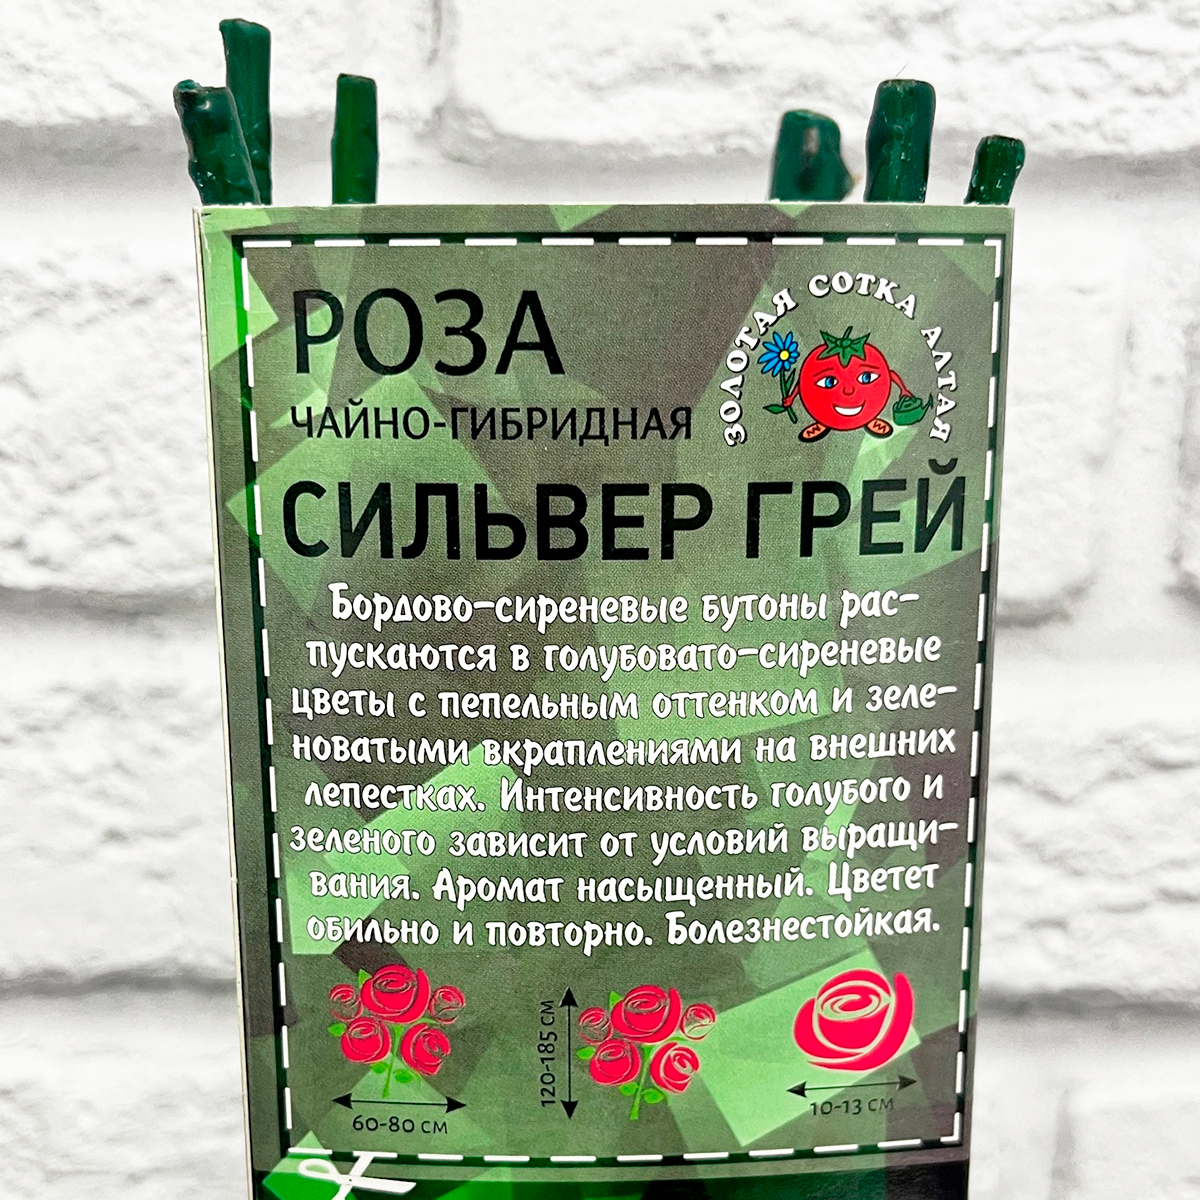 РОЗА
ЗОЛОТАЯ СОТКА АЛТАЯ
ЧАЙНО-ГИБРИДНАЯ
СИЛЬВЕР ГРЕЙ
Бордово-сиреневые бутоны рас-
пускаются в голубовато-сиреневые
цветы с пепельным оттенком и зеле-
новатыми вкраплениями на внешних
лепестках. Интенсивность голубого и
зеленого зависит от условий выращи-
вания. Аромат насыщенный. Цветет
обильно и повторно. Болезнестойкая.
60-80 см
120-185 см
10-13 см